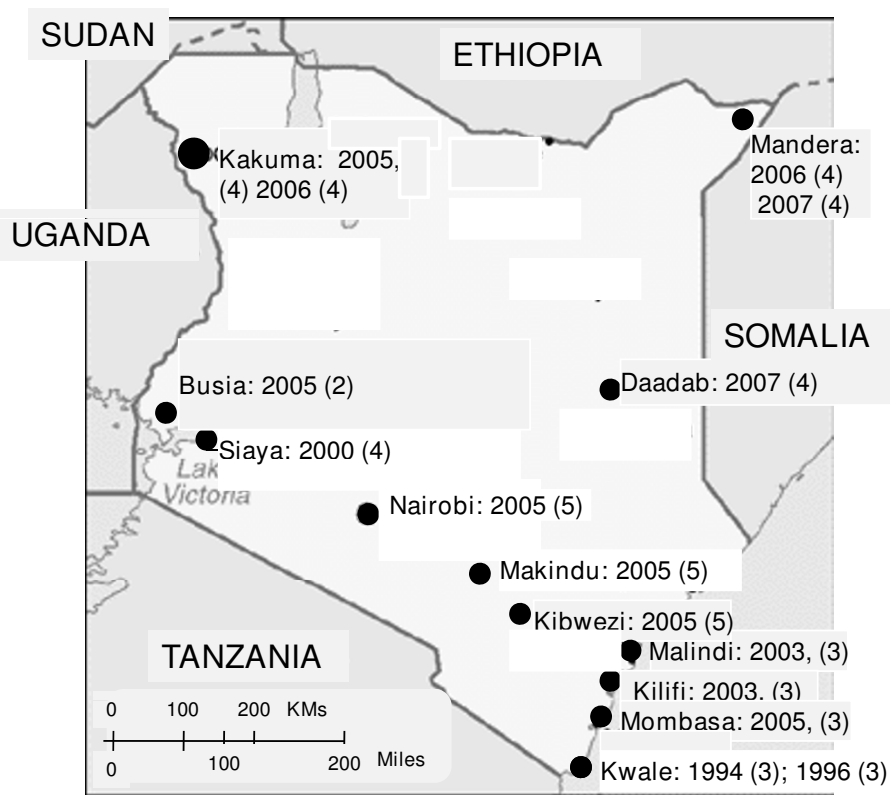 SUDAN
ETHIOPIA
Mandera:
2006 (4)
2007 (4)
Kakuma: 2005,
(4) 2006 (4)
UGANDA
SOMALIA
Daadab: 2007 (4)
Busia: 2005 (2)
Siaya: 2000 (4)
Lak
Victoria
Nairobi: 2005 (5)
Makindu: 2005 (5)
Kibwezi: 2005 (5)
TANZANIA
Malindi: 2003, (3)
Kilifi: 2003. (3)
Mombasa: 2005, (3)
Kwale: 1994 (3); 1996 (3)
0 100 200 KMs
0 100 200 Miles